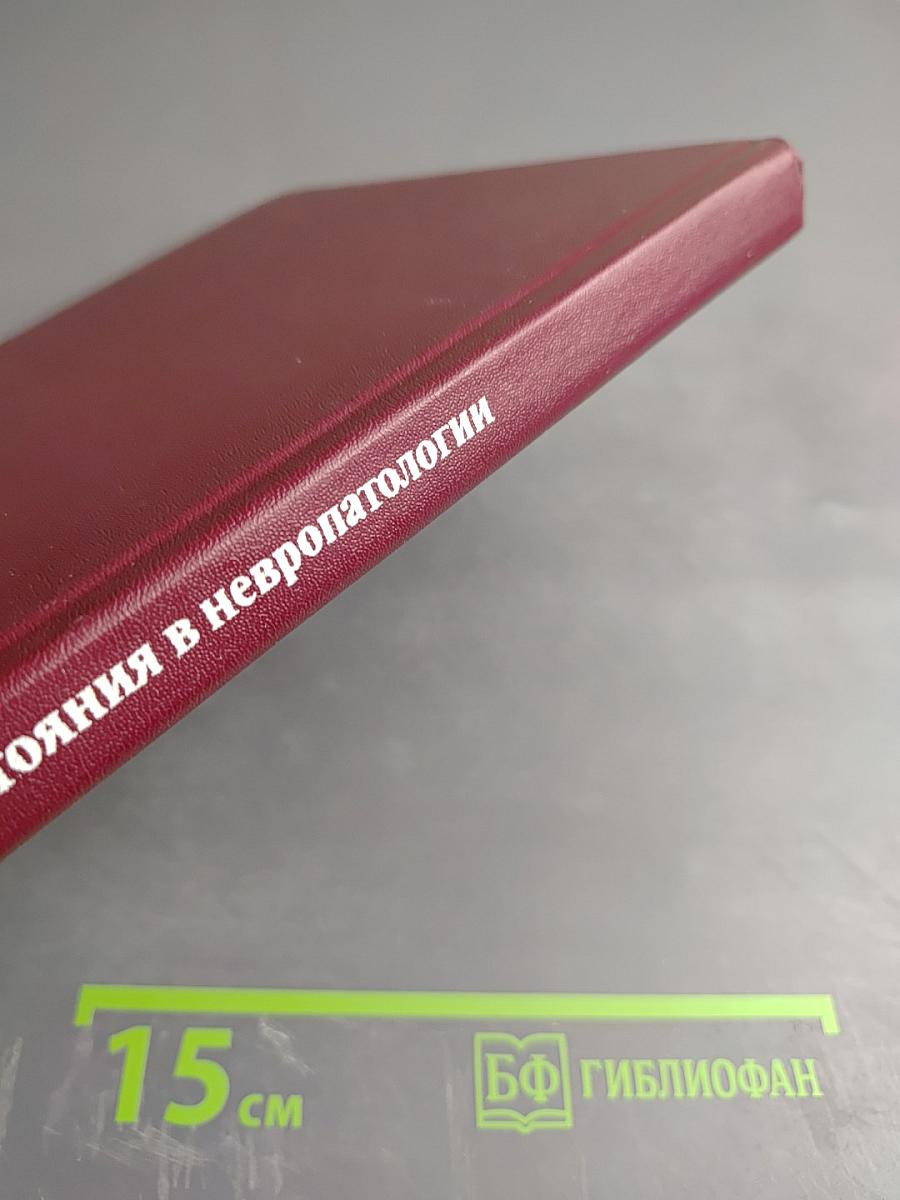 тояния в невропатологии
15 см
БФ ГИБЛИОФАН